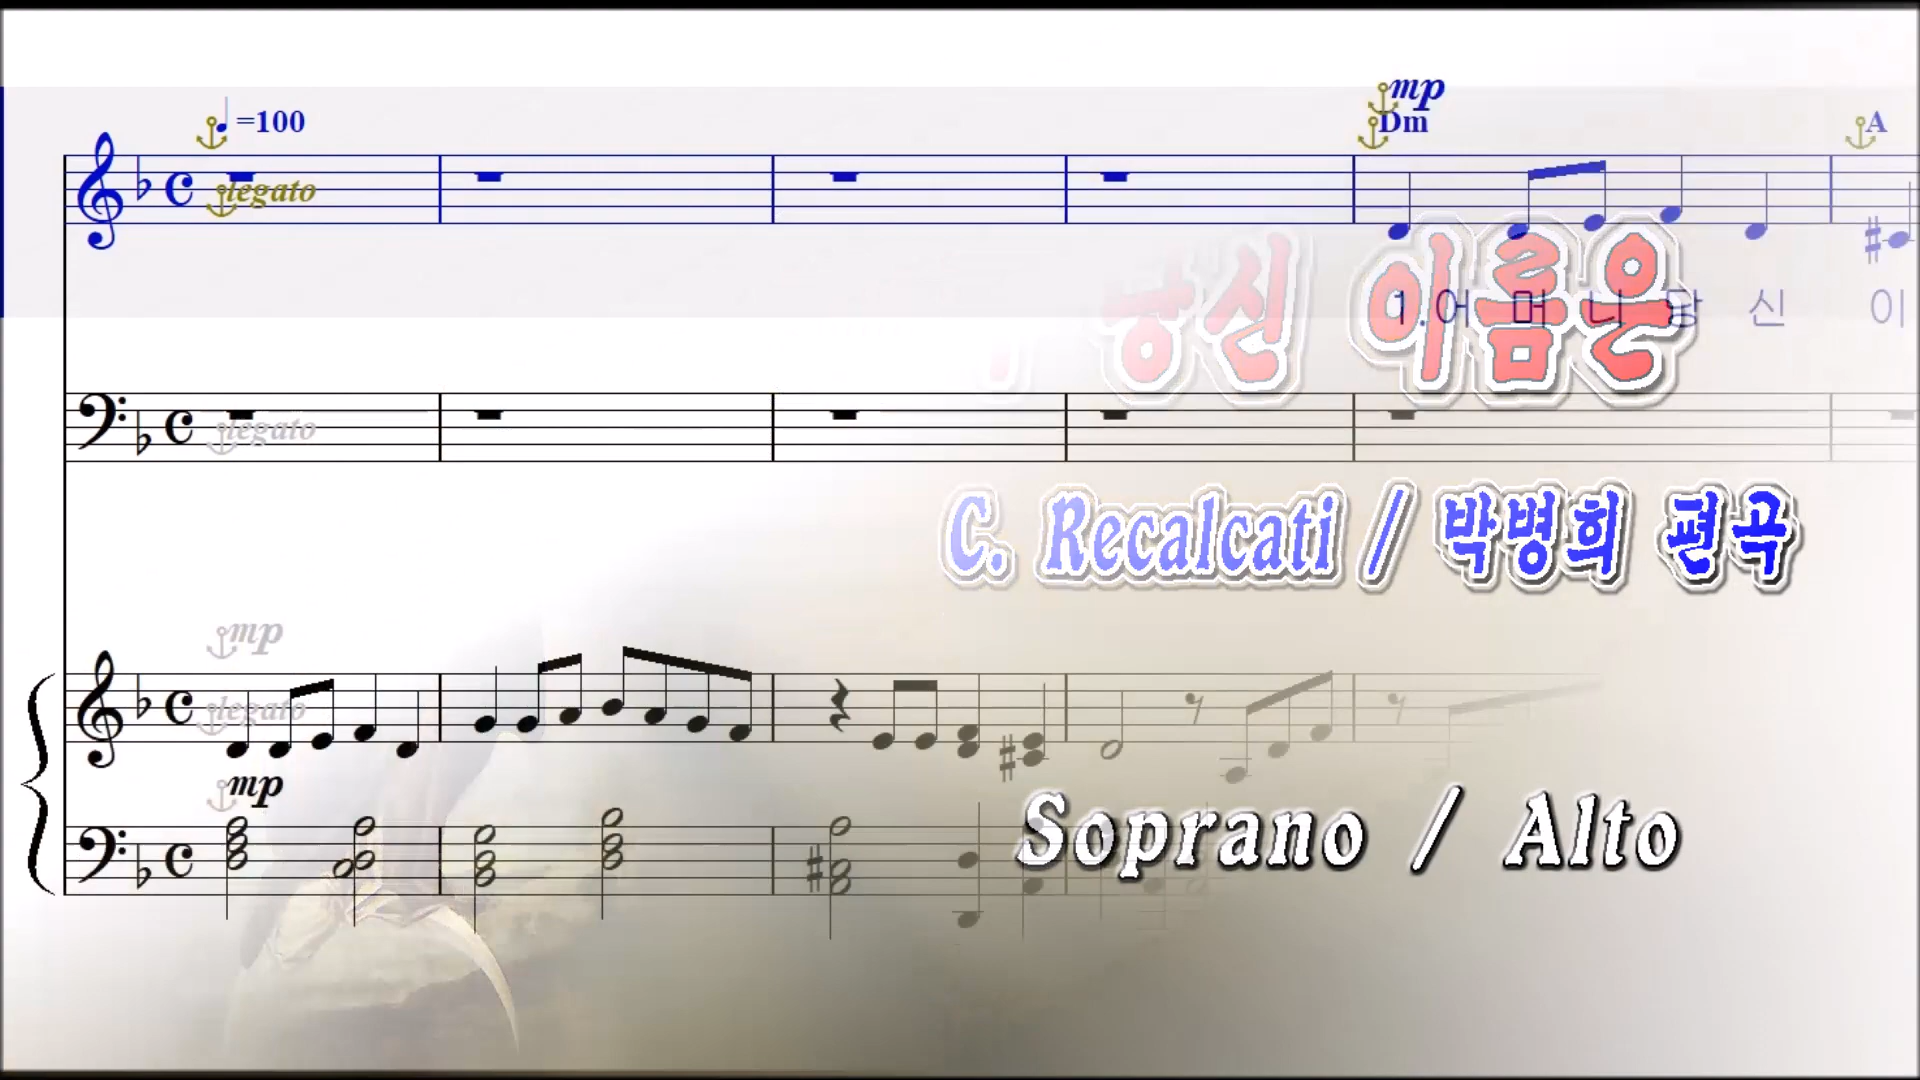 mp
=100
Dm
A
legato
당신 이름은
1.어 머 니 당 신 이
legato
C. Recalcati / 박병희 편곡
mp
legato
mp
Soprano / Alto